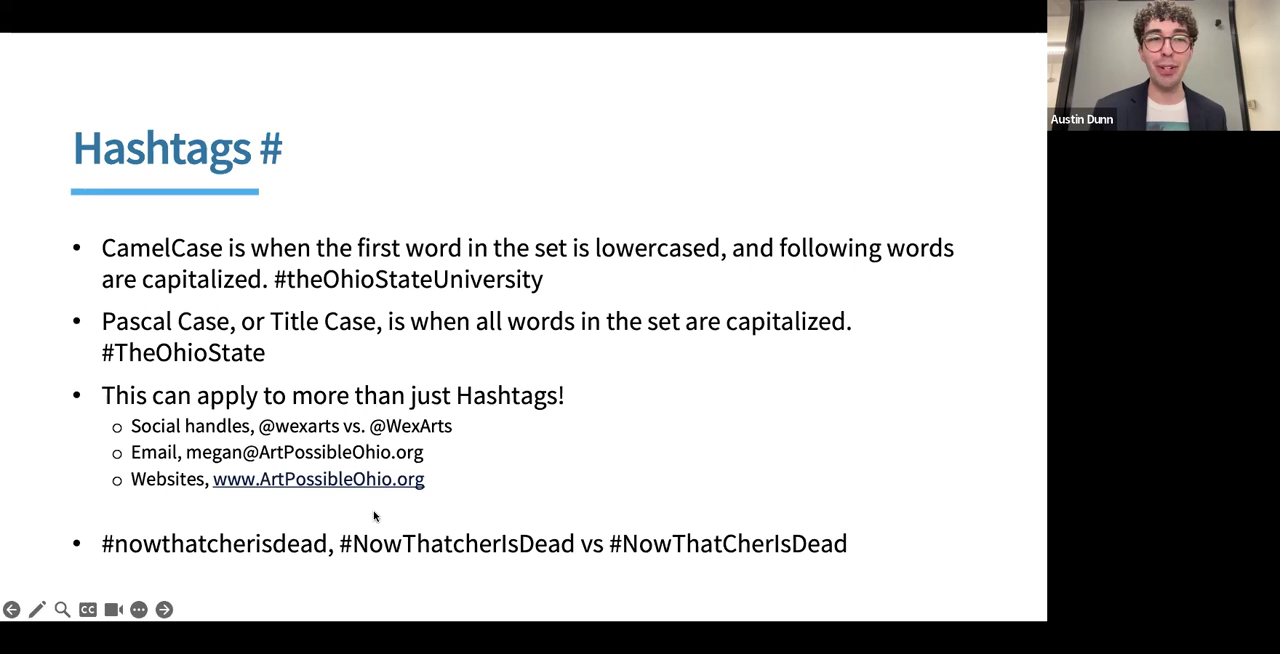 Hashtags #
• CamelCase is when the first word in the set is lowercased, and following words
are capitalized. #theOhioStateUniversity
• Pascal Case, or Title Case, is when all words in the set are capitalized.
#TheOhioState
• This can apply to more than just Hashtags!
o Social handles, @wexarts vs. @WexArts
o Email, megan@ArtPossibleOhio.org
o Websites, www.ArtPossibleOhio.org
• #nowthatcherisdead, #NowThatcherIsDead vs #NowThatCherIsDead
CC
Austin Dunn